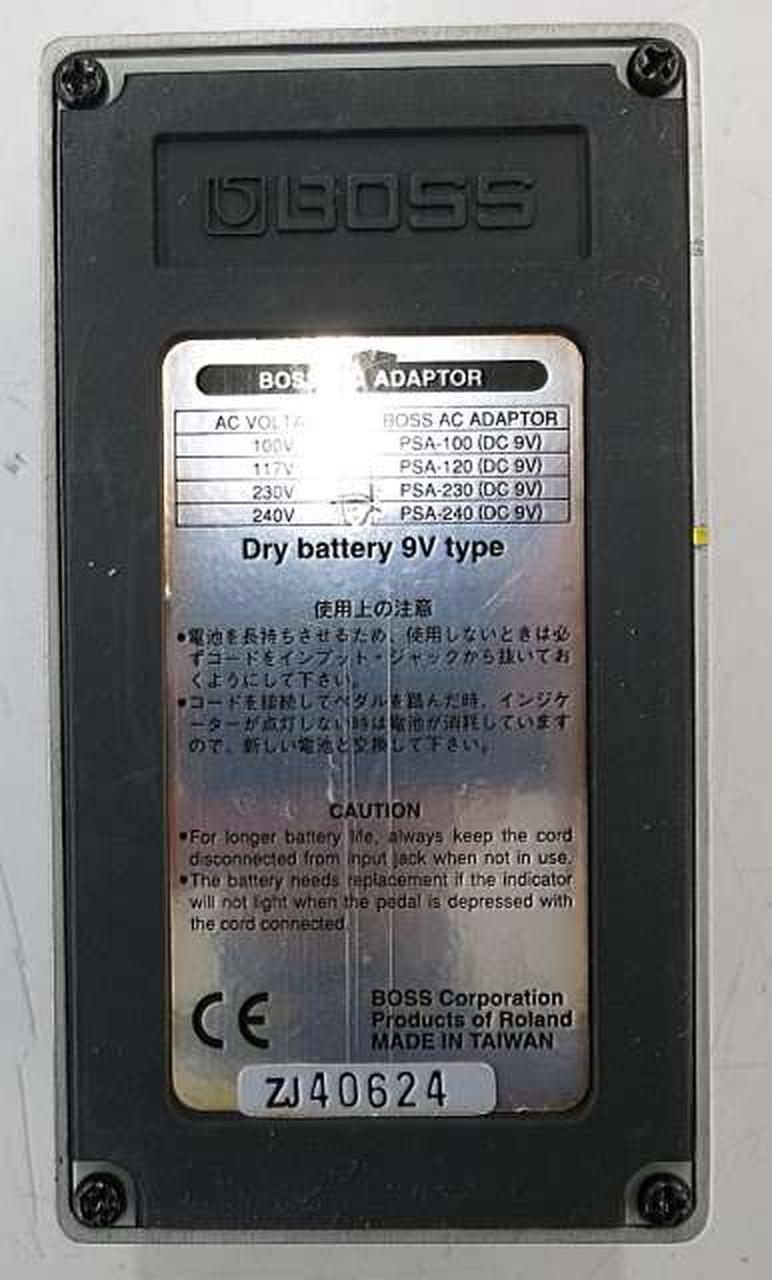 BOSS
BOSS AC ADAPTOR
AC VOLTA BOSS AC ADAPTOR
100V PSA-100 (DC 9V)
117V PSA-120 (DC 9V)
230V PSA-230 (DC 9V)
240V PSA-240 (DC 9V)
Dry battery 9V type
使用上の注意
●電池を長持ちさせるため、使用しないときは必
ずコードをインプット・ジャックから抜いてお
くようにして下さい。
●コードを接続してペダルを踏んだ時、インジケ
ーターが点灯しない時は電池が消耗しています
ので、新しい電池と交換して下さい。
CAUTION
●For longer battery life, always keep the cord
disconnected from input jack when not in use.
●The battery needs replacement if the indicator
will not light when the pedal is depressed with
the cord connected.
CE
BOSS Corporation
Products of Roland
MADE IN TAIWAN
ZJ40624